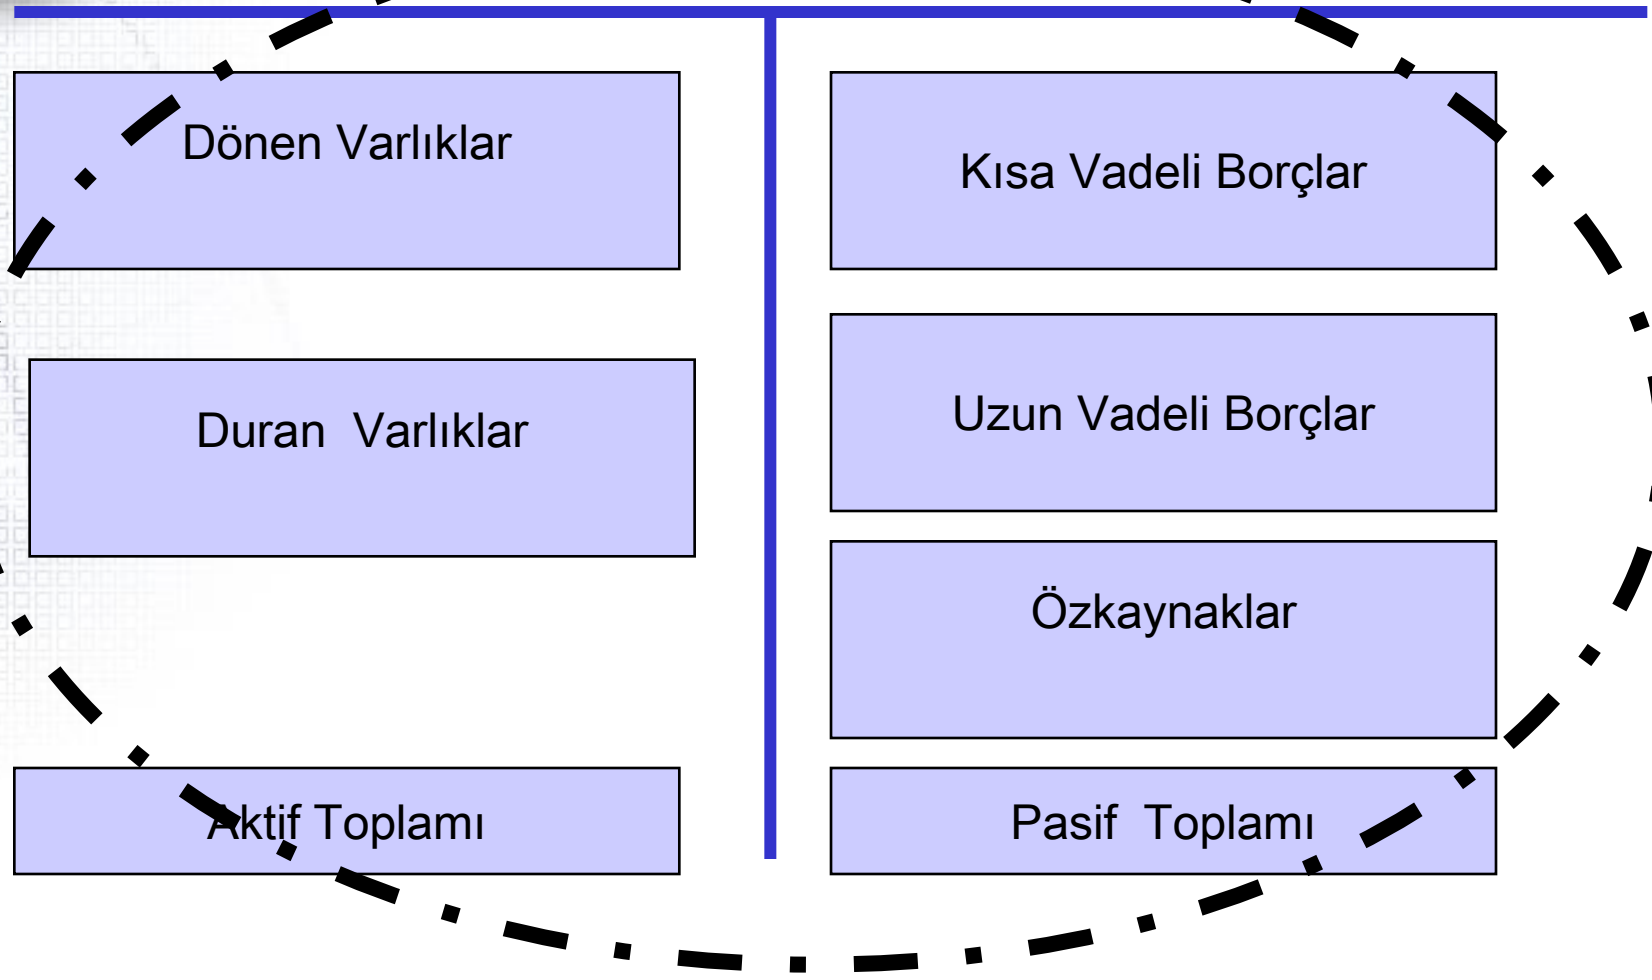 Dönen Varlıklar
Duran  Varlıklar
Aktif Toplamı
Kısa Vadeli Borçlar
Uzun Vadeli Borçlar
Özkaynaklar
Pasif  Toplamı